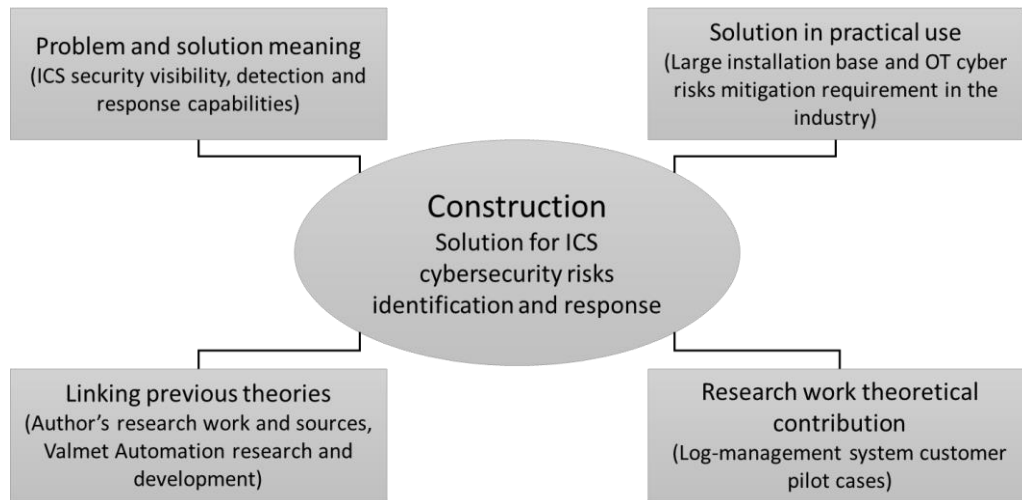 Problem and solution meaning
(ICS security visibility, detection and
response capabilities)
Solution in practical use
(Large installation base and OT cyber
risks mitigation requirement in the
industry)
Construction
Solution for ICS
cybersecurity risks
identification and response
Linking previous theories
(Author’s research work and sources,
Valmet Automation research and
development)
Research work theoretical
contribution
(Log-management system customer
pilot cases)